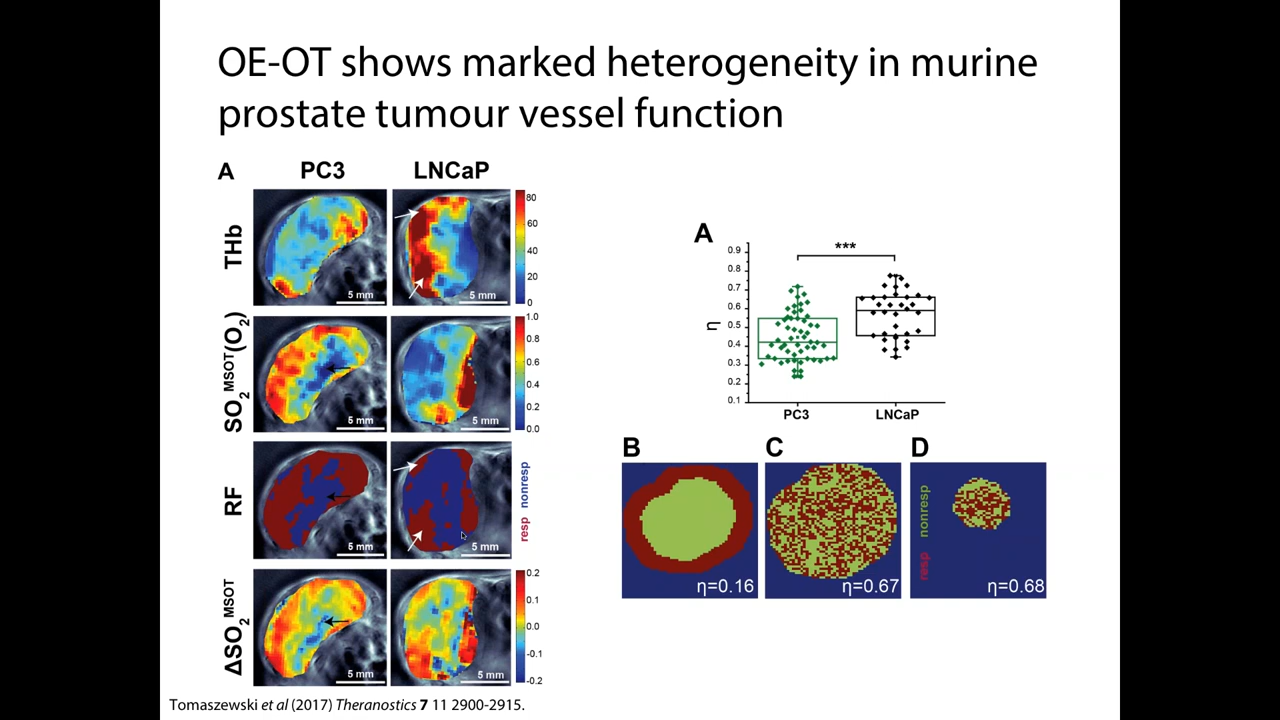 OE-OT shows marked heterogeneity in murine
prostate tumour vessel function
A
PC3
LNCaP
THb
5 mm
5 mm
80
60
40
20
0
SO₂ᴹˢᴼᵀ(O₂)
5 mm
5 mm
1.0
0.8
0.6
0.4
0.2
0.0
RF
5 mm
5 mm
resp nonresp
ΔSO₂ᴹˢᴼᵀ
5 mm
5 mm
0.2
0.1
0.0
-0.1
-0.2
A
***
η
0.9
0.8
0.7
0.6
0.5
0.4
0.3
0.2
0.1
PC3
LNCaP
B
η=0.16
C
η=0.67
D
resp nonresp
η=0.68
Tomaszewski et al (2017) Theranostics 7 11 2900-2915.